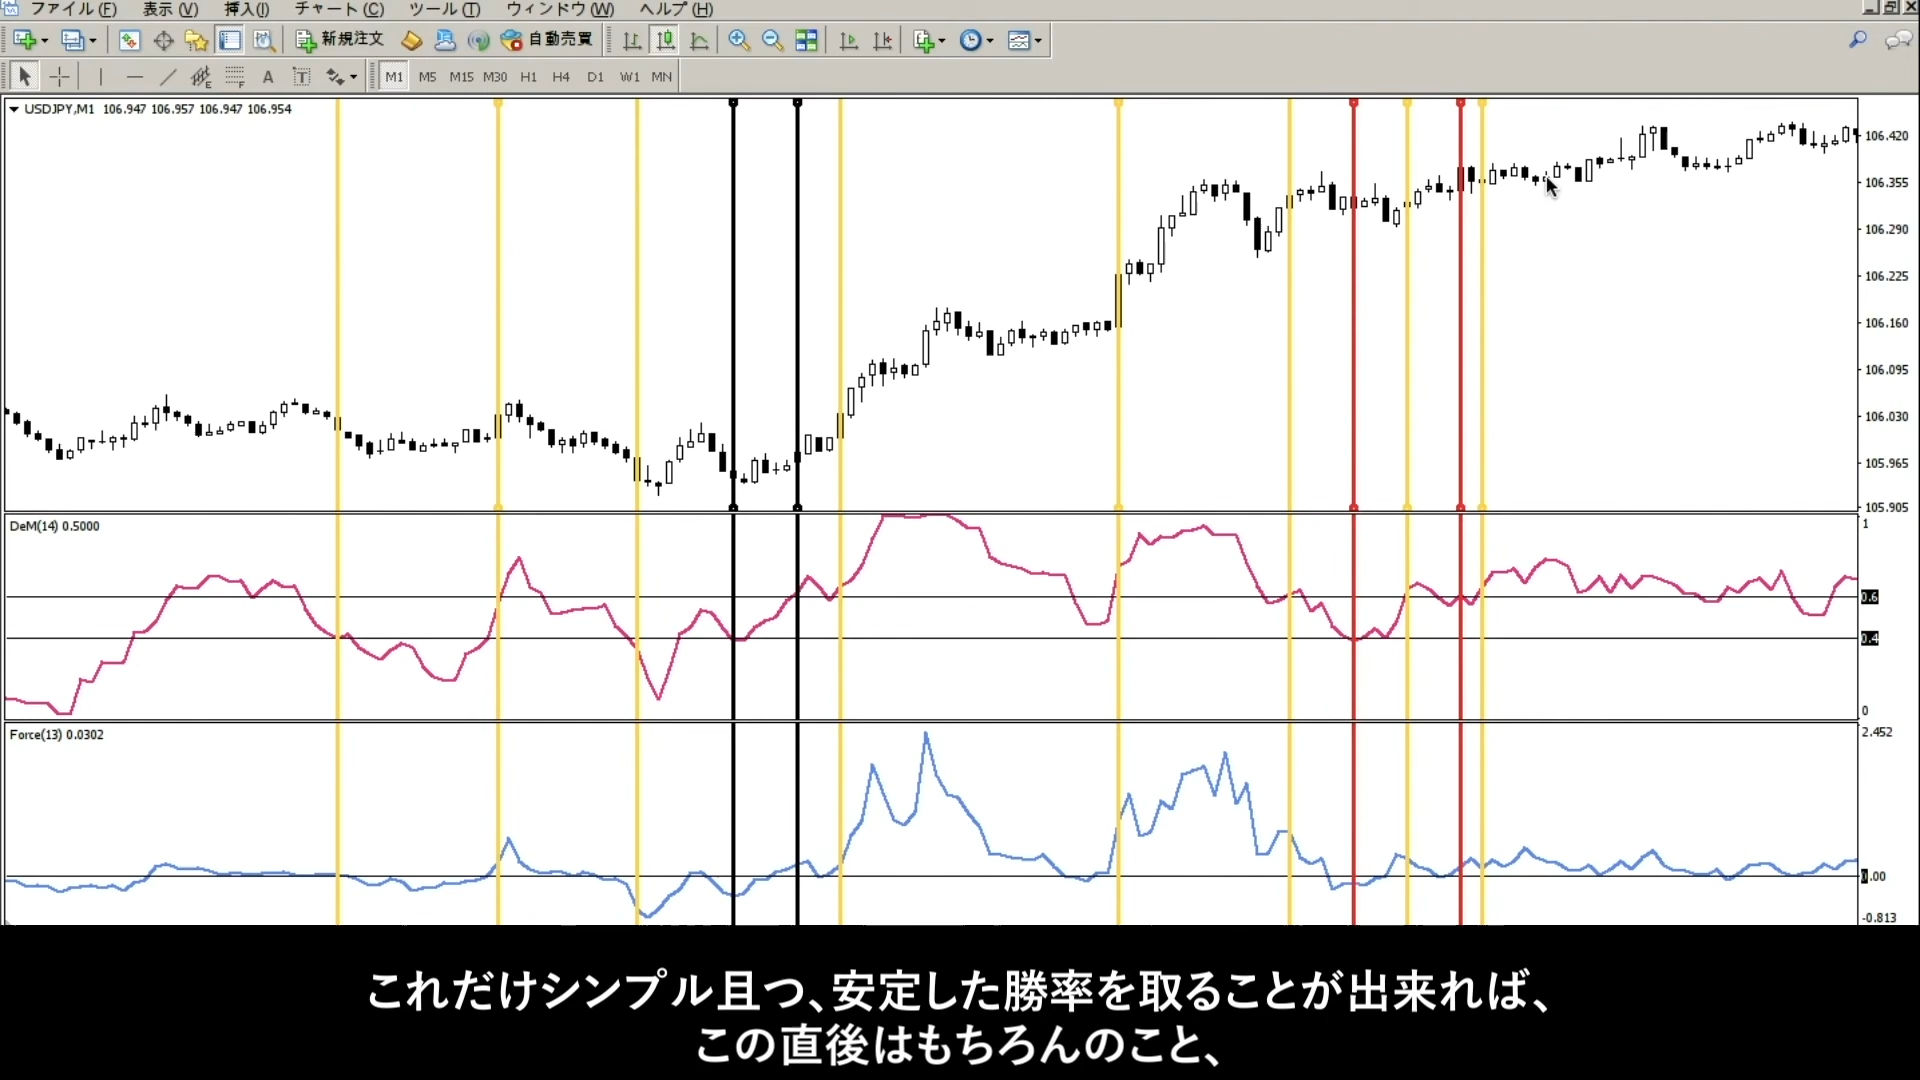 ファイル(F) 表示(V) 挿入(I) チャート(C) ツール(T) ウィンドウ(W) ヘルプ(H)
新規注文 自動売買
A T M1 M5 M15 M30 H1 H4 D1 W1 MN
USDJPY,M1 106.947 106.957 106.947 106.954
106.420
106.355
106.290
106.225
106.160
106.095
106.030
105.965
105.905
DeM(14) 0.5000
1
0.6
0.4
0
Force(13) 0.0302
2.452
0.00
-0.813
これだけシンプル且つ、安定した勝率を取ることが出来れば、
この直後はもちろんのこと、